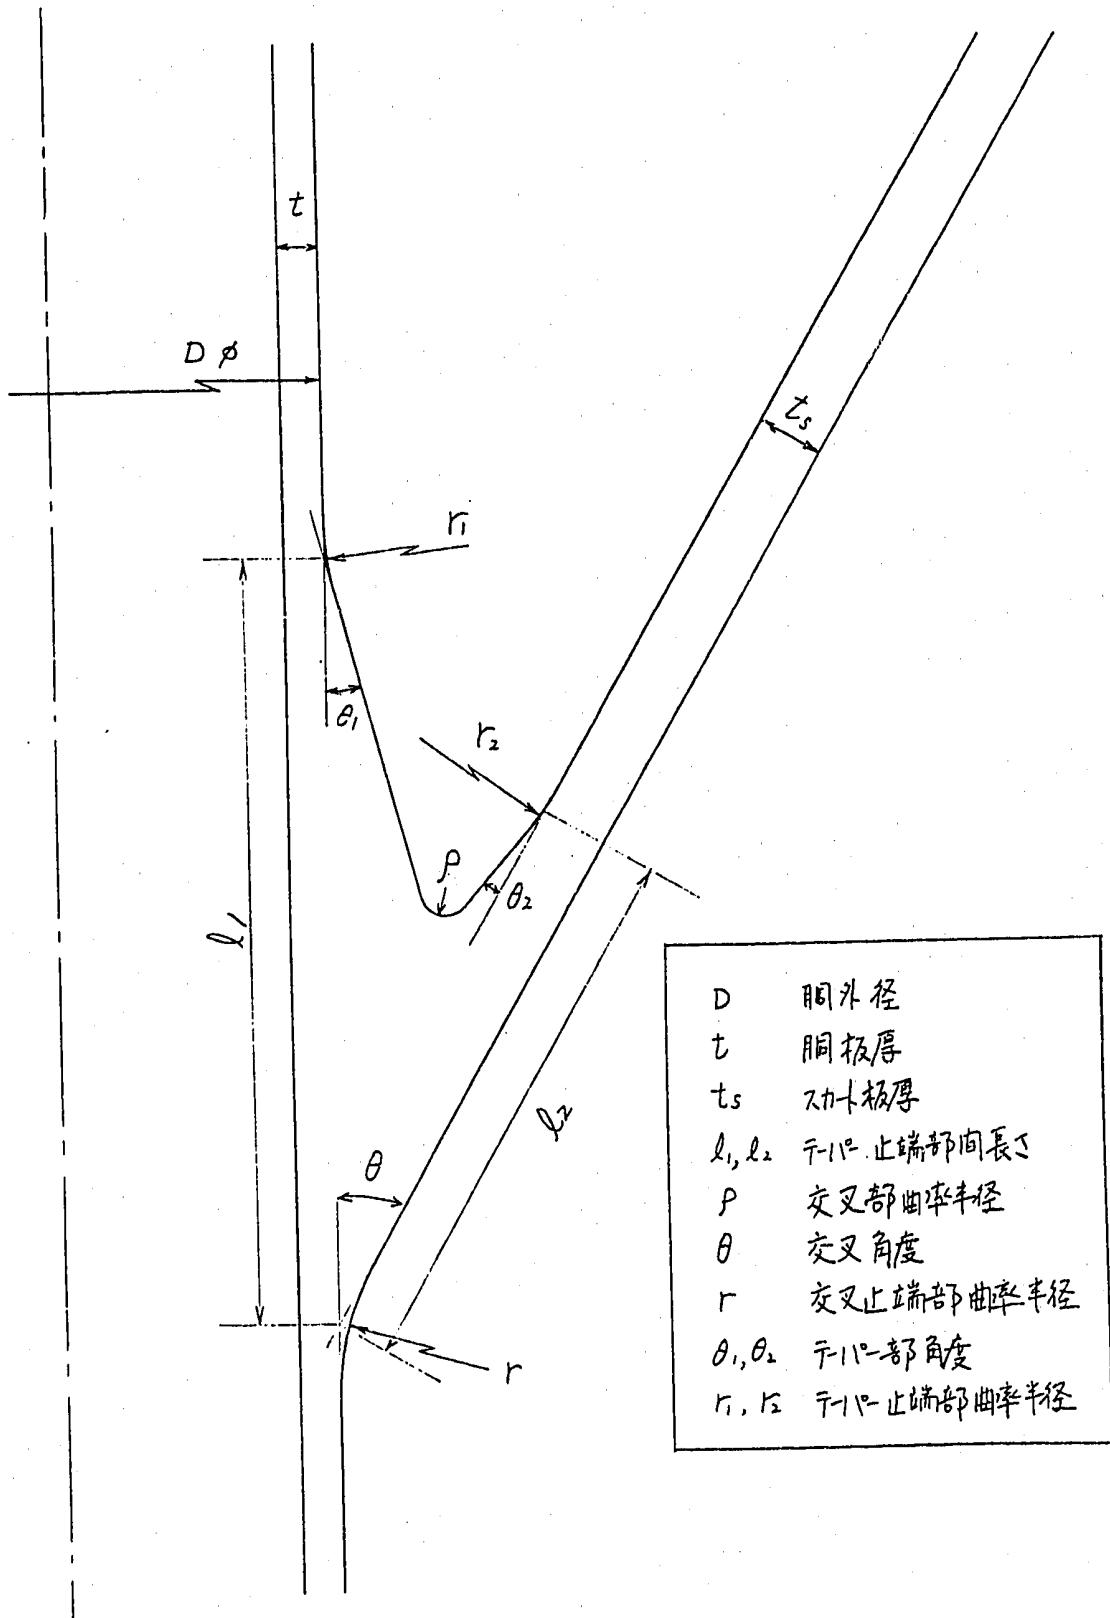 t
D φ
t_s
r₁
θ₁
r₂
ρ
θ₂
l₁
l₂
θ
r
D 胴外径
t 胴板厚
ts スカート板厚
l₁, l₂ テーパー止端部間長さ
ρ 交叉部曲率半径
θ 交叉角度
r 交叉止端部曲率半径
θ₁, θ₂ テーパー部角度
r₁, r₂ テーパー止端部曲率半径